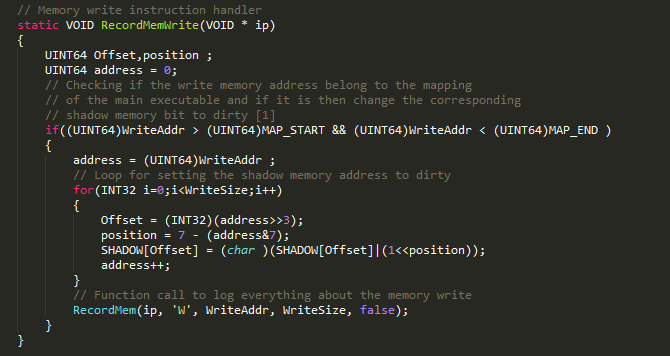 // Memory write instruction handler
static VOID RecordMemWrite(VOID * ip)
{
UINT64 Offset,position ;
UINT64 address = 0;
// Checking if the write memory address belong to the mapping
// of the main executable and if it is then change the corresponding
// shadow memory bit to dirty [1]
if((UINT64)WriteAddr > (UINT64)MAP_START && (UINT64)WriteAddr < (UINT64)MAP_END )
{
address = (UINT64)WriteAddr ;
// Loop for setting the shadow memory address to dirty
for(INT32 i=0;i<WriteSize;i++)
{
Offset = (INT32)(address>>3);
position = 7 - (address&7);
SHADOW[Offset] = (char )(SHADOW[Offset]|(1<<position));
address++;
}
// Function call to log everything about the memory write
RecordMem(ip, 'W', WriteAddr, WriteSize, false);
}
}